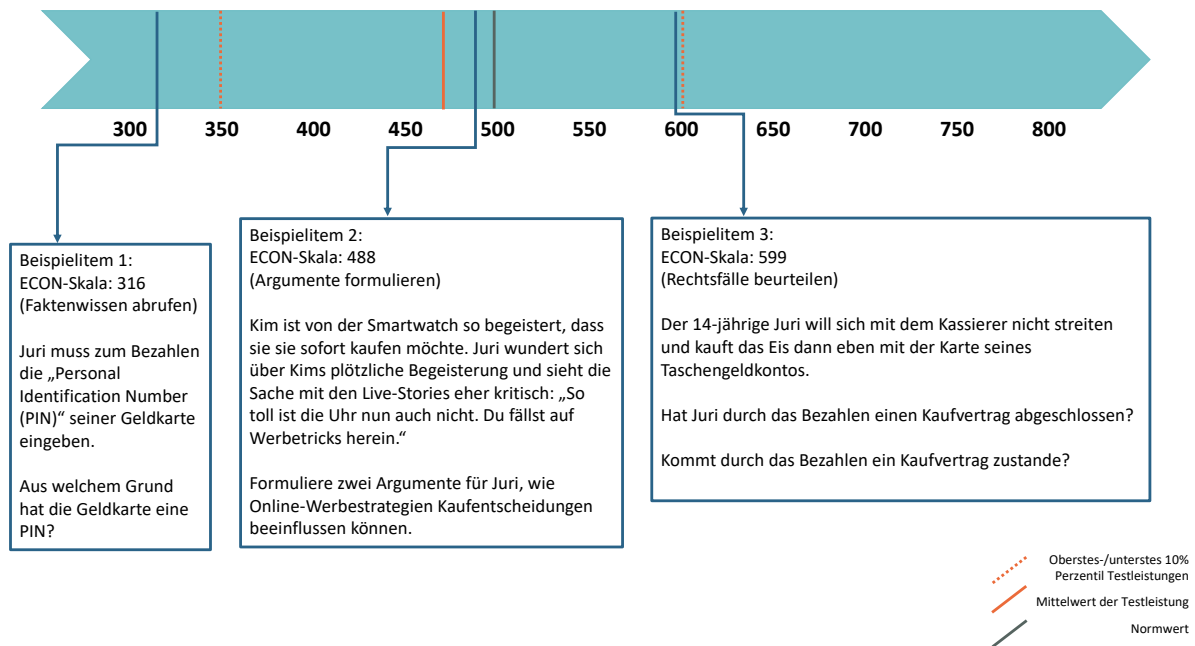 300 350 400 450 500 550 600 650 700 750 800
Beispielitem 1:
ECON-Skala: 316
(Faktenwissen abrufen)
Juri muss zum Bezahlen
die „Personal
Identification Number
(PIN)“ seiner Geldkarte
eingeben.
Aus welchem Grund
hat die Geldkarte eine
PIN?
Beispielitem 2:
ECON-Skala: 488
(Argumente formulieren)
Kim ist von der Smartwatch so begeistert, dass
sie sie sofort kaufen möchte. Juri wundert sich
über Kims plötzliche Begeisterung und sieht die
Sache mit den Live-Stories eher kritisch: „So
toll ist die Uhr nun auch nicht. Du fällst auf
Werbetricks herein.“
Formuliere zwei Argumente für Juri, wie
Online-Werbestrategien Kaufentscheidungen
beeinflussen können.
Beispielitem 3:
ECON-Skala: 599
(Rechtsfälle beurteilen)
Der 14-jährige Juri will sich mit dem Kassierer nicht streiten
und kauft das Eis dann eben mit der Karte seines
Taschengeldkontos.
Hat Juri durch das Bezahlen einen Kaufvertrag abgeschlossen?
Kommt durch das Bezahlen ein Kaufvertrag zustande?
Oberstes-/unterstes 10%
Perzentil Testleistungen
Mittelwert der Testleistung
Normwert